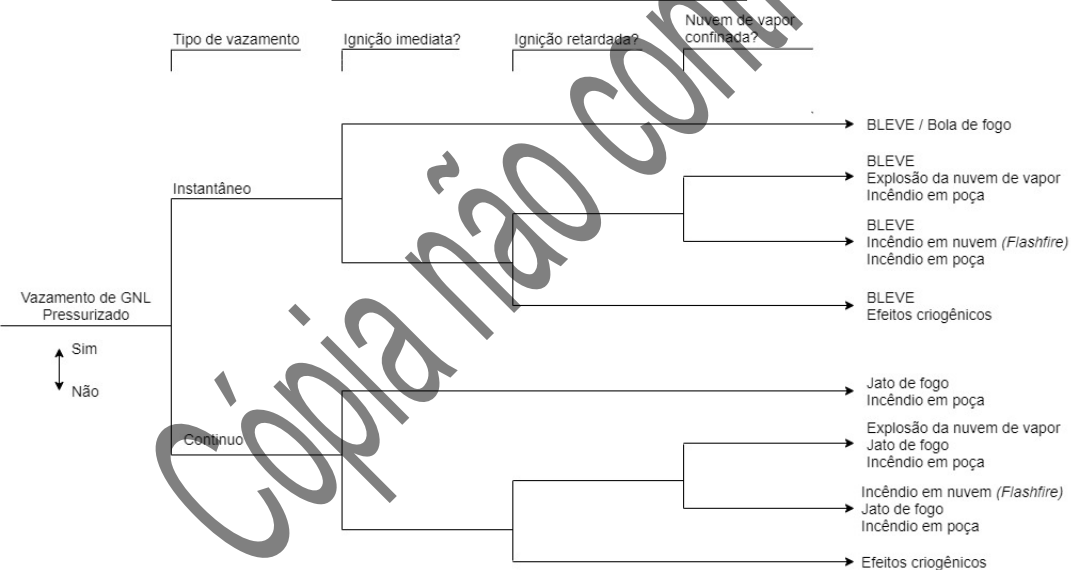 Tipo de vazamento
Ignição imediata?
Ignição retardada?
Nuvem de vapor
confinada?
BLEVE / Bola de fogo
BLEVE
Explosão da nuvem de vapor
Incêndio em poça
Instantâneo
BLEVE
Incêndio em nuvem (Flashfire)
Incêndio em poça
Vazamento de GNL
Pressurizado
BLEVE
Efeitos criogênicos
Sim
Não
Jato de fogo
Incêndio em poça
Contínuo
Explosão da nuvem de vapor
Jato de fogo
Incêndio em poça
Incêndio em nuvem (Flashfire)
Jato de fogo
Incêndio em poça
Efeitos criogênicos
Cópia não